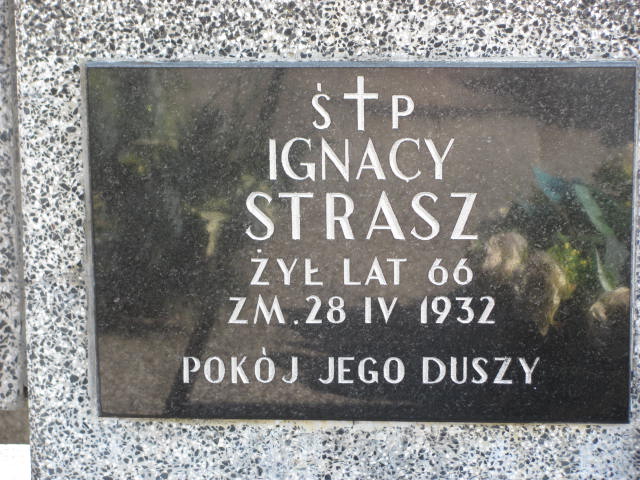 Ś✝P
IGNACY
STRASZ
ŻYŁ LAT 66
ZM. 28 IV 1932
POKÓJ JEGO DUSZY